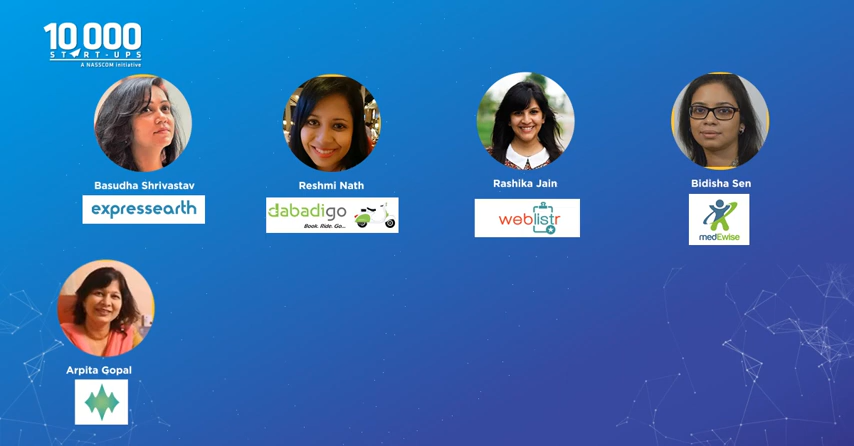 10 000
START-UPS
A NASSCOM initiative
Basudha Shrivastav
expressearth
Reshmi Nath
dabadigo
Book. Ride. Go...
Rashika Jain
weblistr
Bidisha Sen
medEwise
Arpita Gopal